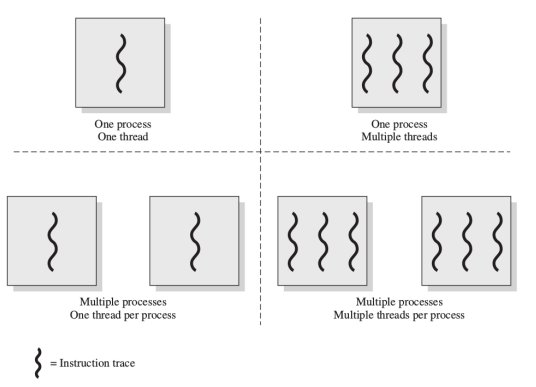 One process
One thread
One process
Multiple threads
Multiple processes
One thread per process
Multiple processes
Multiple threads per process
= Instruction trace